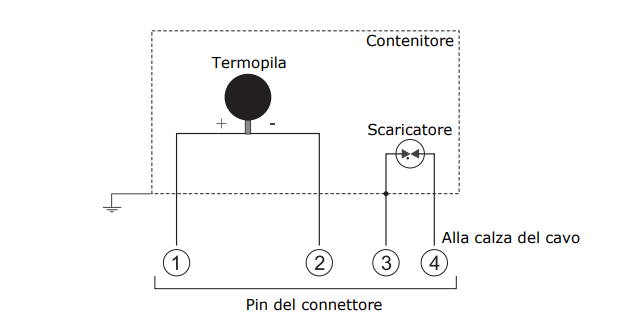 Contenitore
Termopila
+ -
Scaricatore
Alla calza del cavo
1 2 3 4
Pin del connettore